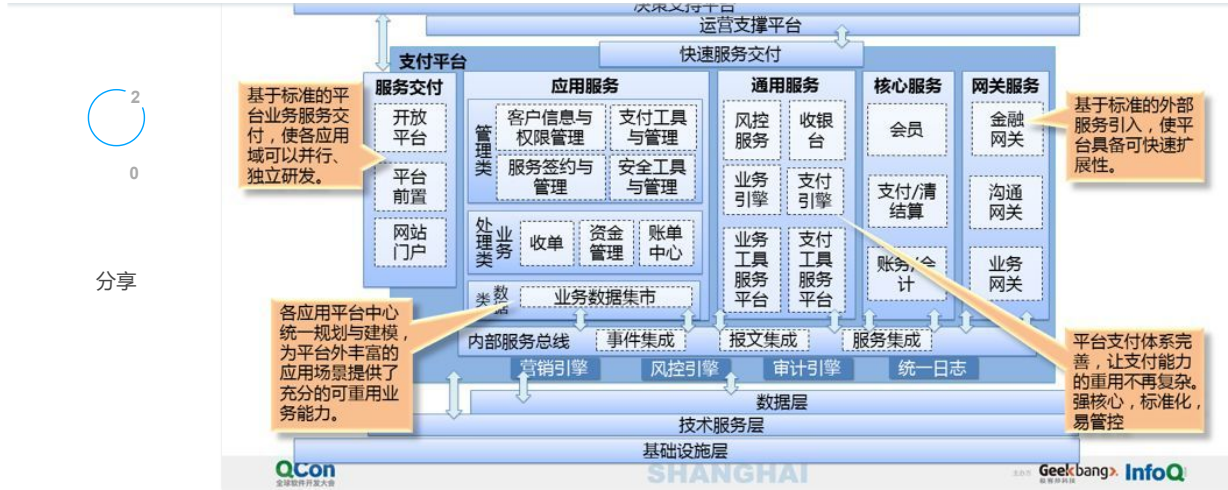 决策支持平台
运营支撑平台
快速服务交付
支付平台
服务交付
开放
平台
平台
前置
网站
门户
应用服务
管理类
客户信息与
权限管理
支付工具
与管理
服务签约与
管理
安全工具
与管理
业务
处理类
收单
资金
管理
账单
中心
数据
类
业务数据集市
通用服务
风控
服务
收银
台
业务
引擎
支付
引擎
业务
工具
服务
平台
支付
工具
服务
平台
核心服务
会员
支付/清
结算
账务/会
计
网关服务
金融
网关
沟通
网关
业务
网关
内部服务总线
事件集成
报文集成
服务集成
营销引擎
风控引擎
审计引擎
统一日志
数据层
技术服务层
基础设施层
基于标准的平
台业务服务交
付，使各应用
域可以并行、
独立研发。
各应用平台中心
统一规划与建模，
为平台外丰富的
应用场景提供了
充分的可重用业
务能力。
基于标准的外部
服务引入，使平
台具备可快速扩
展性。
平台支付体系完
善，让支付能力
的重用不再复杂。
强核心，标准化，
易管控
2
0
分享
QCon
全球软件开发大会
SHANGHAI
Geekbang>.
极客邦科技
InfoQ